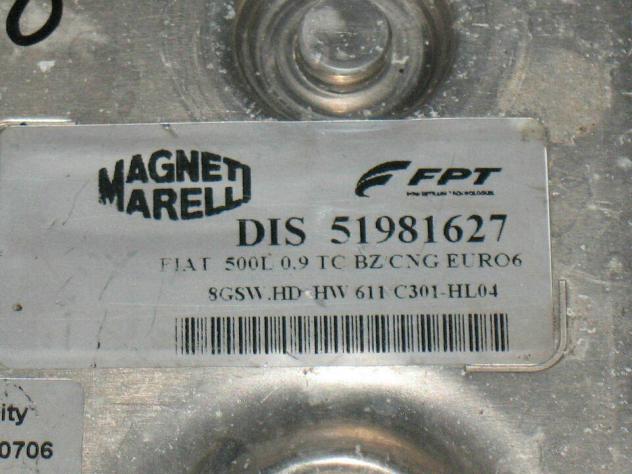 MAGNETI
MARELLI
FPT
DIS 51981627
FIAT 500L 0.9 TC BZ/CNG EURO6
8GSW.HD HW 611 C301-HL04
ity
0706